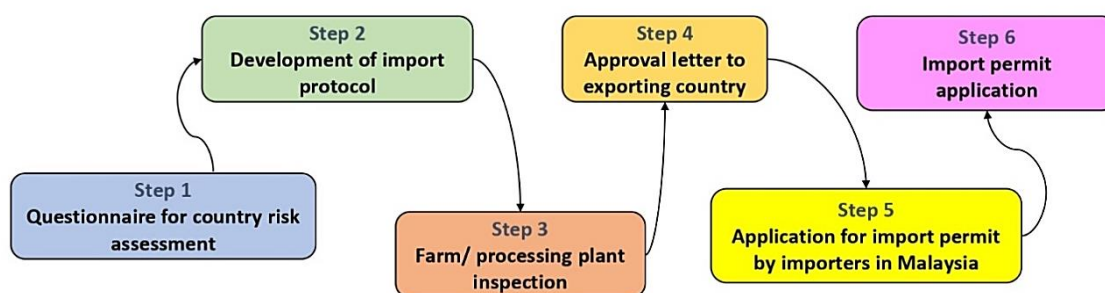 Step 1
Questionnaire for country risk
assessment
Step 2
Development of import
protocol
Step 3
Farm/ processing plant
inspection
Step 4
Approval letter to
exporting country
Step 5
Application for import permit
by importers in Malaysia
Step 6
Import permit
application